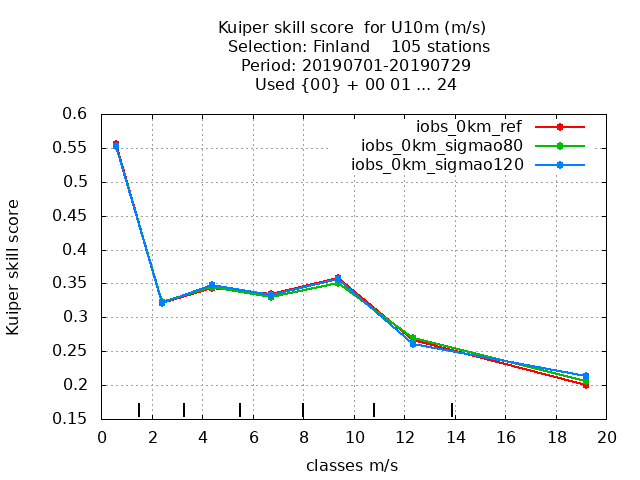 Kuiper skill score  for U10m (m/s)
Selection: Finland    105 stations
Period: 20190701-20190729
Used {00} + 00 01 ... 24
iobs_0km_ref
iobs_0km_sigmao80
iobs_0km_sigmao120
Kuiper skill score
0.6
0.55
0.5
0.45
0.4
0.35
0.3
0.25
0.2
0.15
0 2 4 6 8 10 12 14 16 18 20
classes m/s